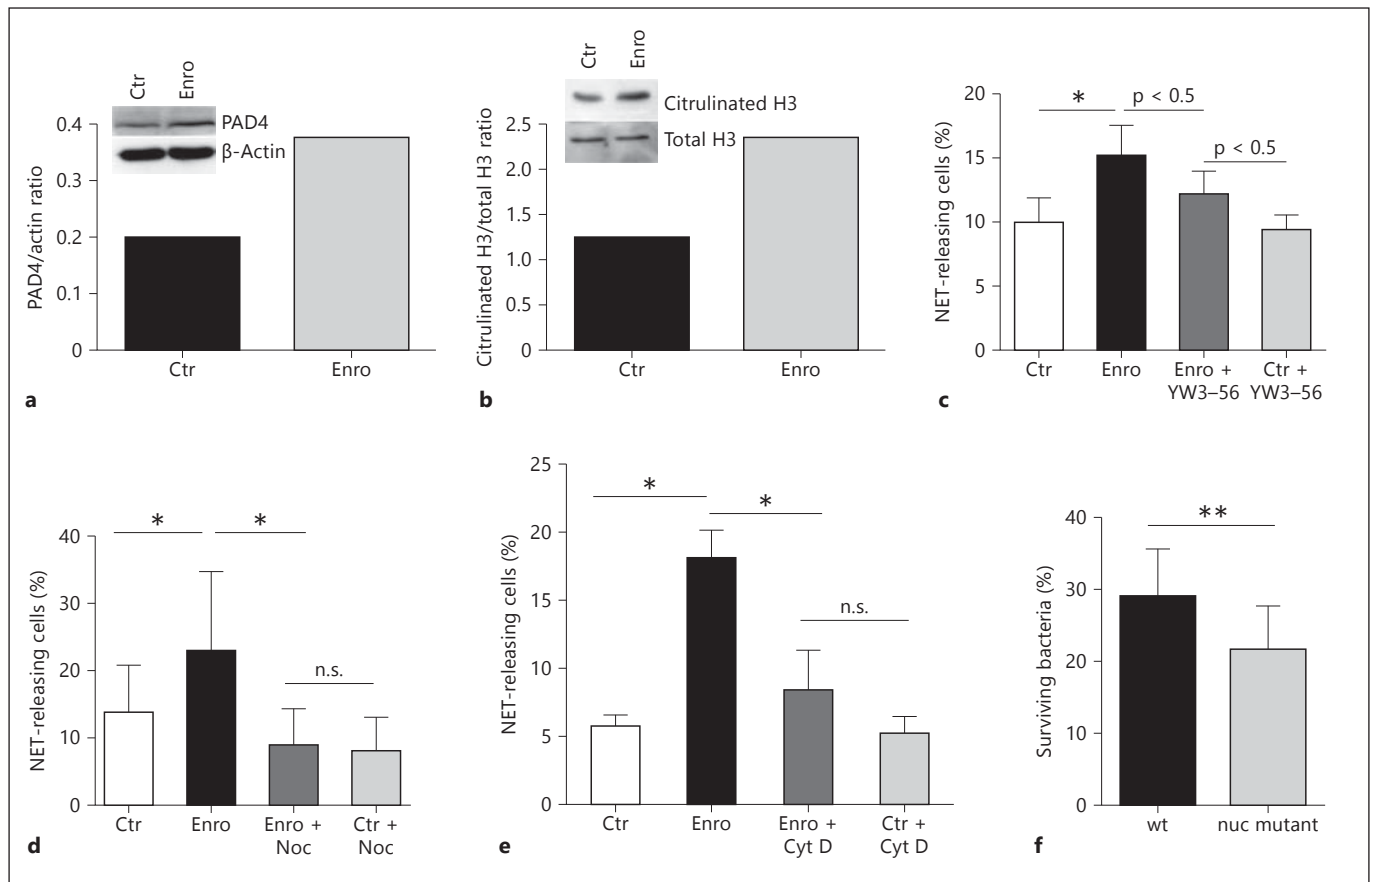 Ctr
Enro
PAD4
β-Actin
0.4
0.3
0.2
0.1
0
PAD4/actin ratio
Ctr
Enro
a
Ctr
Enro
Citrulinated H3
Total H3
2.5
2.0
1.5
1.0
0.5
0
Citrulinated H3/total H3 ratio
Ctr
Enro
b
20
15
10
5
0
NET-releasing cells (%)
*
p < 0.5
p < 0.5
Ctr
Enro
Enro +
YW3–56
Ctr +
YW3–56
c
40
30
20
10
0
NET-releasing cells (%)
*
*
n.s.
Ctr
Enro
Enro +
Noc
Ctr +
Noc
d
25
20
15
10
5
0
NET-releasing cells (%)
*
*
n.s.
Ctr
Enro
Enro +
Cyt D
Ctr +
Cyt D
e
40
30
20
10
0
Surviving bacteria (%)
**
wt
nuc mutant
f